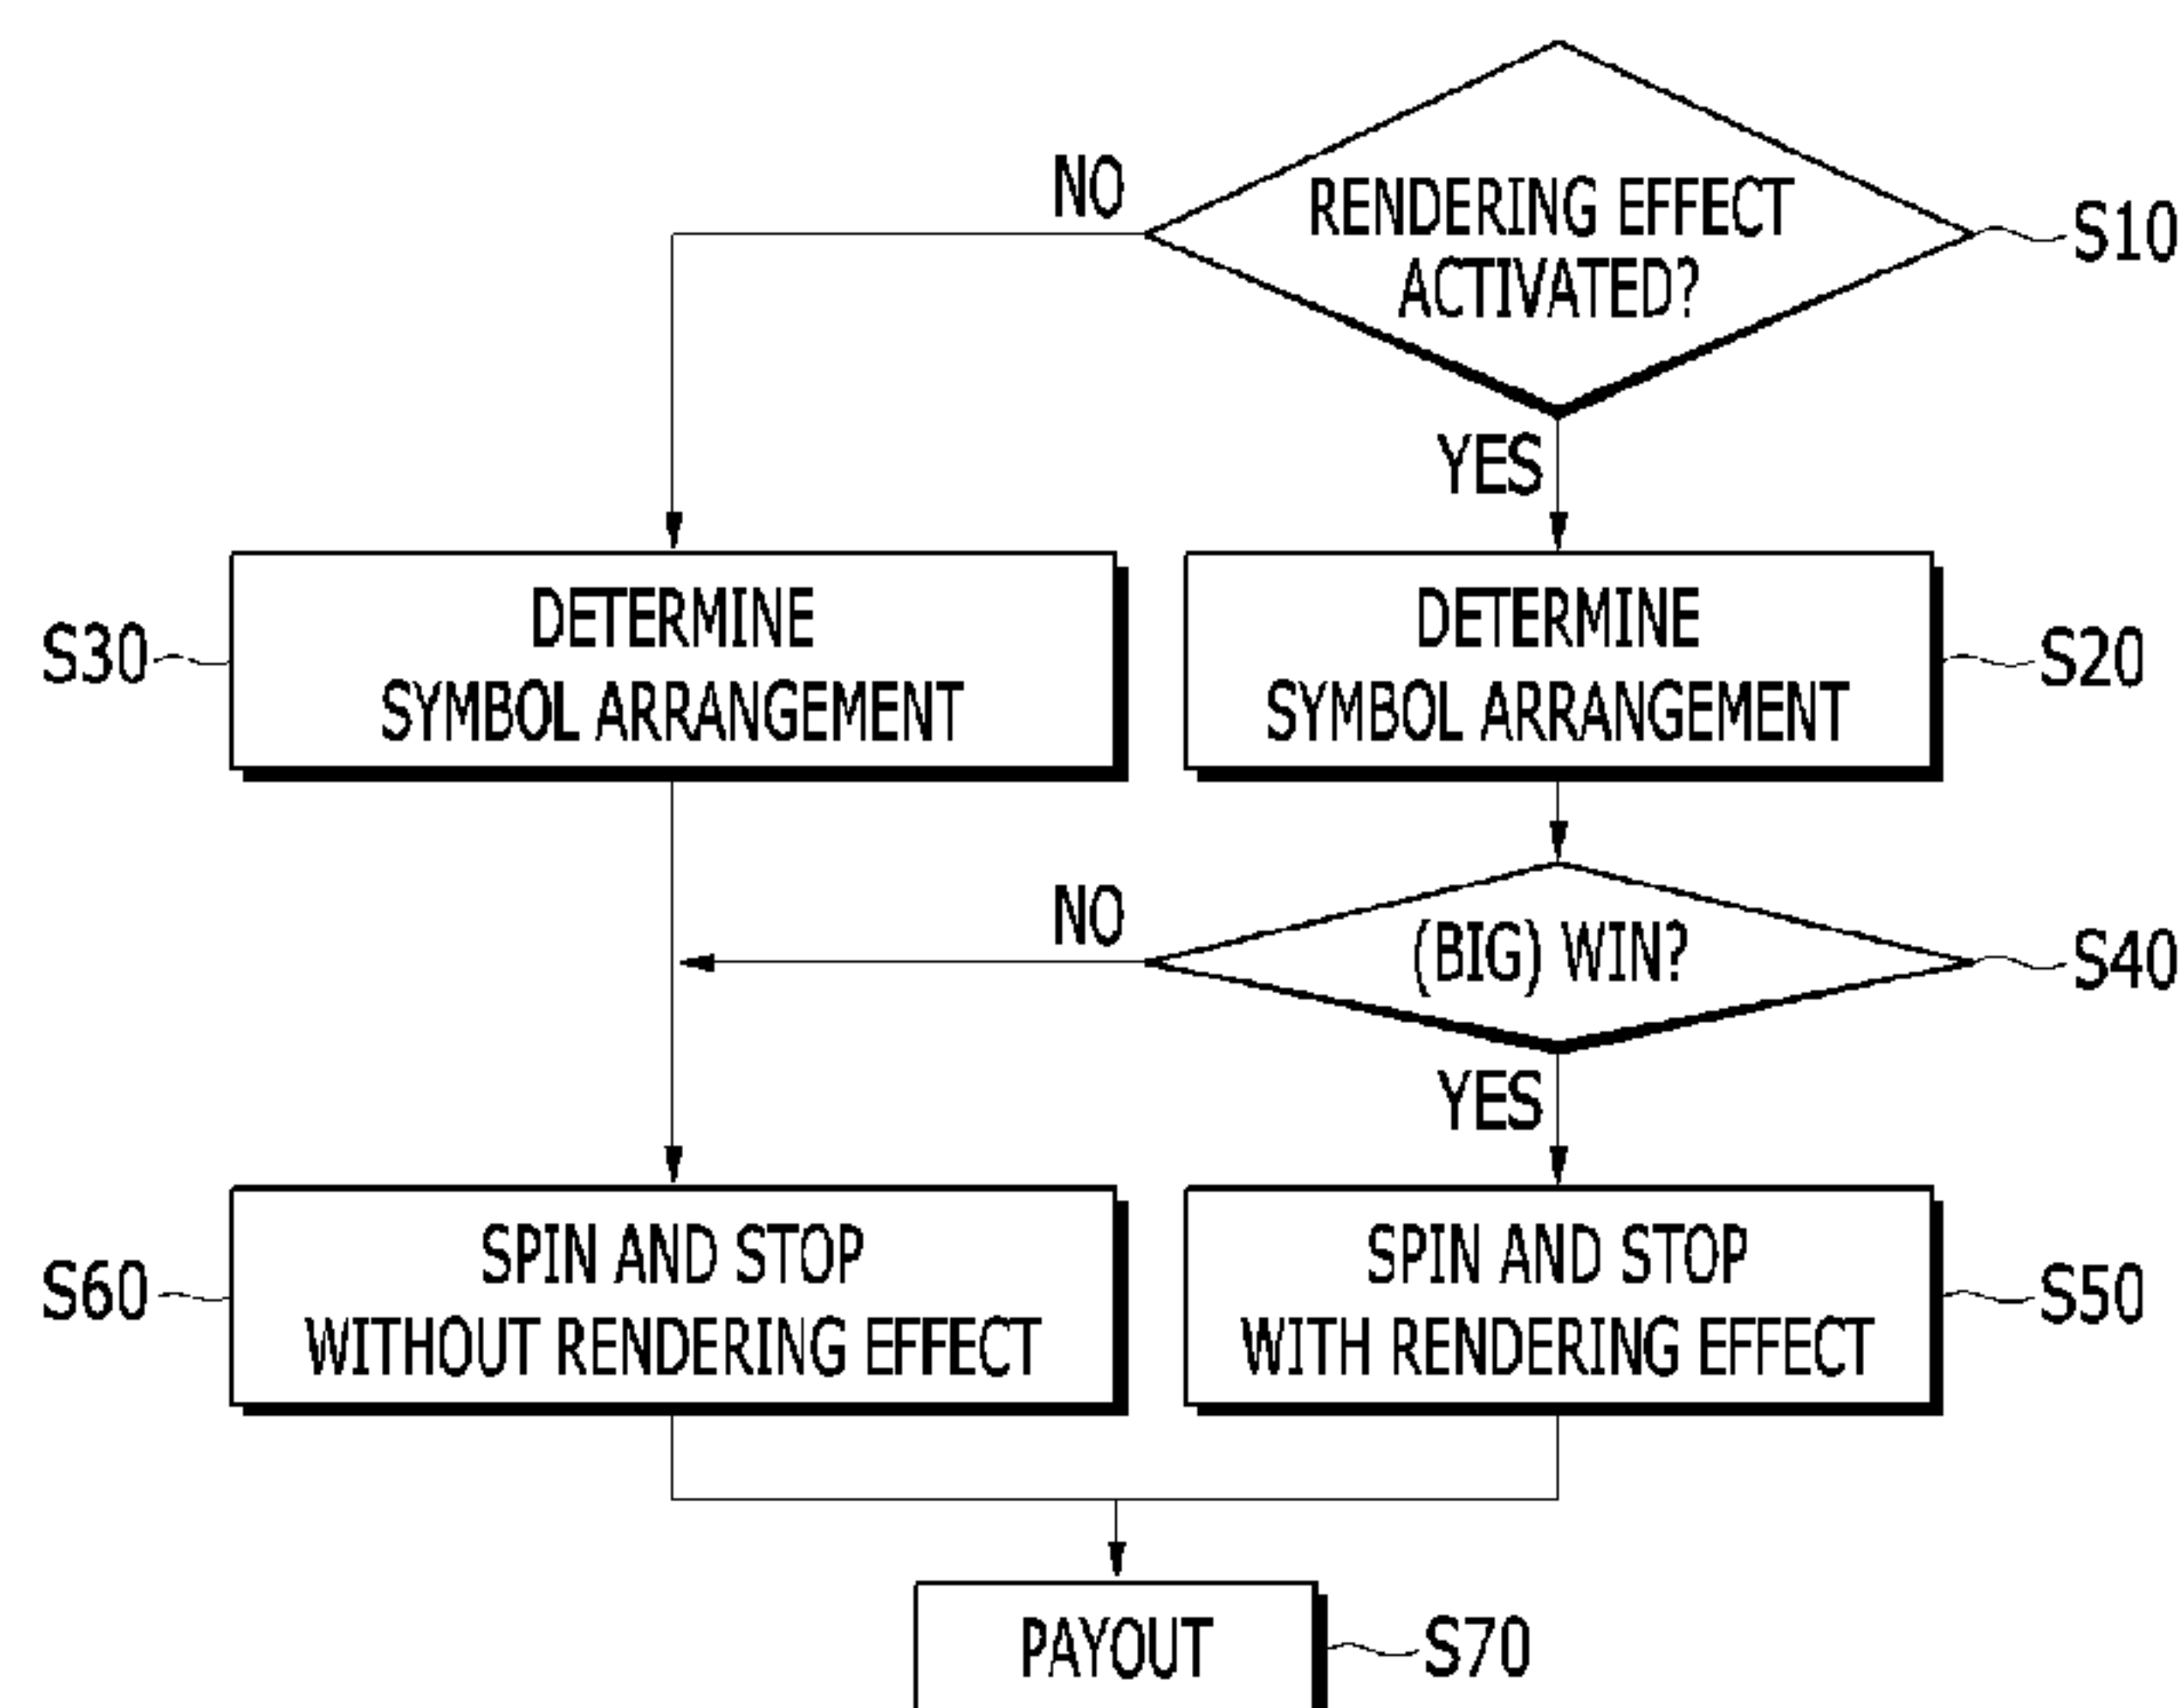 NO
RENDERING EFFECT
ACTIVATED?
S10
YES
S30
DETERMINE
SYMBOL ARRANGEMENT
DETERMINE
SYMBOL ARRANGEMENT
S20
NO
(BIG) WIN?
S40
YES
S60
SPIN AND STOP
WITHOUT RENDERING EFFECT
SPIN AND STOP
WITH RENDERING EFFECT
S50
PAYOUT
S70